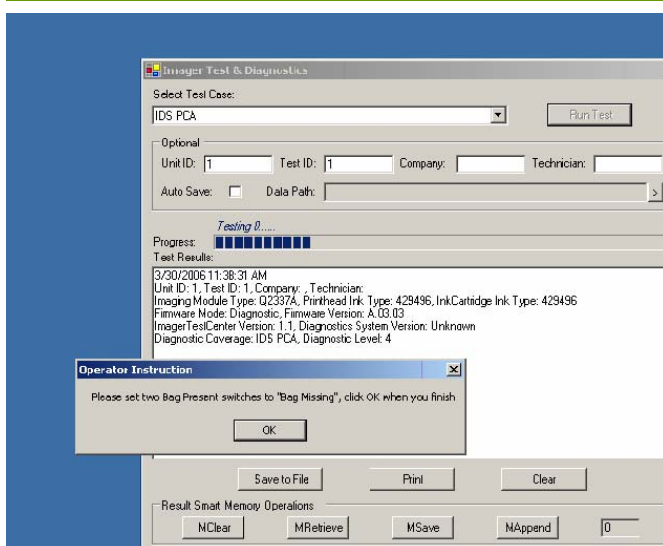 Imager Test & Diagnostics
Select Test Case:
IDS PCA
Run Test
Optional
Unit ID: 1 Test ID: 1 Company: Technician:
Auto Save: Data Path: >
Testing 0.....
Progress:
Test Results:
3/30/2006 11:38:31 AM
Unit ID: 1, Test ID: 1, Company: , Technician:
Imaging Module Type: Q2337A, Printhead Ink Type: 429496, InkCartidge Ink Type: 429496
Firmware Mode: Diagnostic, Firmware Version: A.03.03
ImagerTestCenter Version: 1.1, Diagnostics System Version: Unknown
Diagnostic Coverage: IDS PCA, Diagnostic Level: 4
Operator Instruction
Please set two Bag Present switches to "Bag Missing", click OK when you finish
OK
Save to File Print Clear
Result Smart Memory Operations
MClear MRetrieve MSave MAppend 0